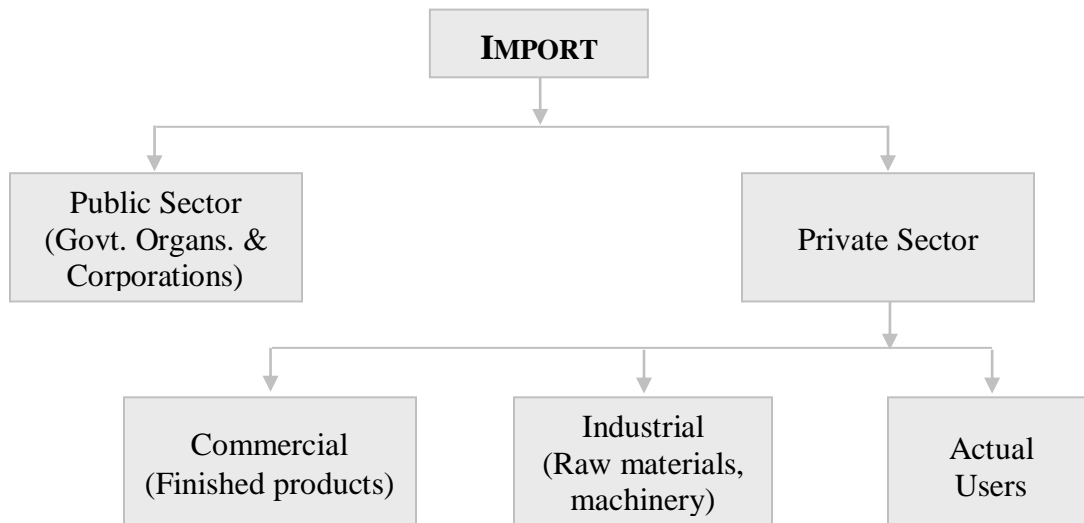 IMPORT
Public Sector
(Govt. Organs. &
Corporations)
Private Sector
Commercial
(Finished products)
Industrial
(Raw materials,
machinery)
Actual
Users